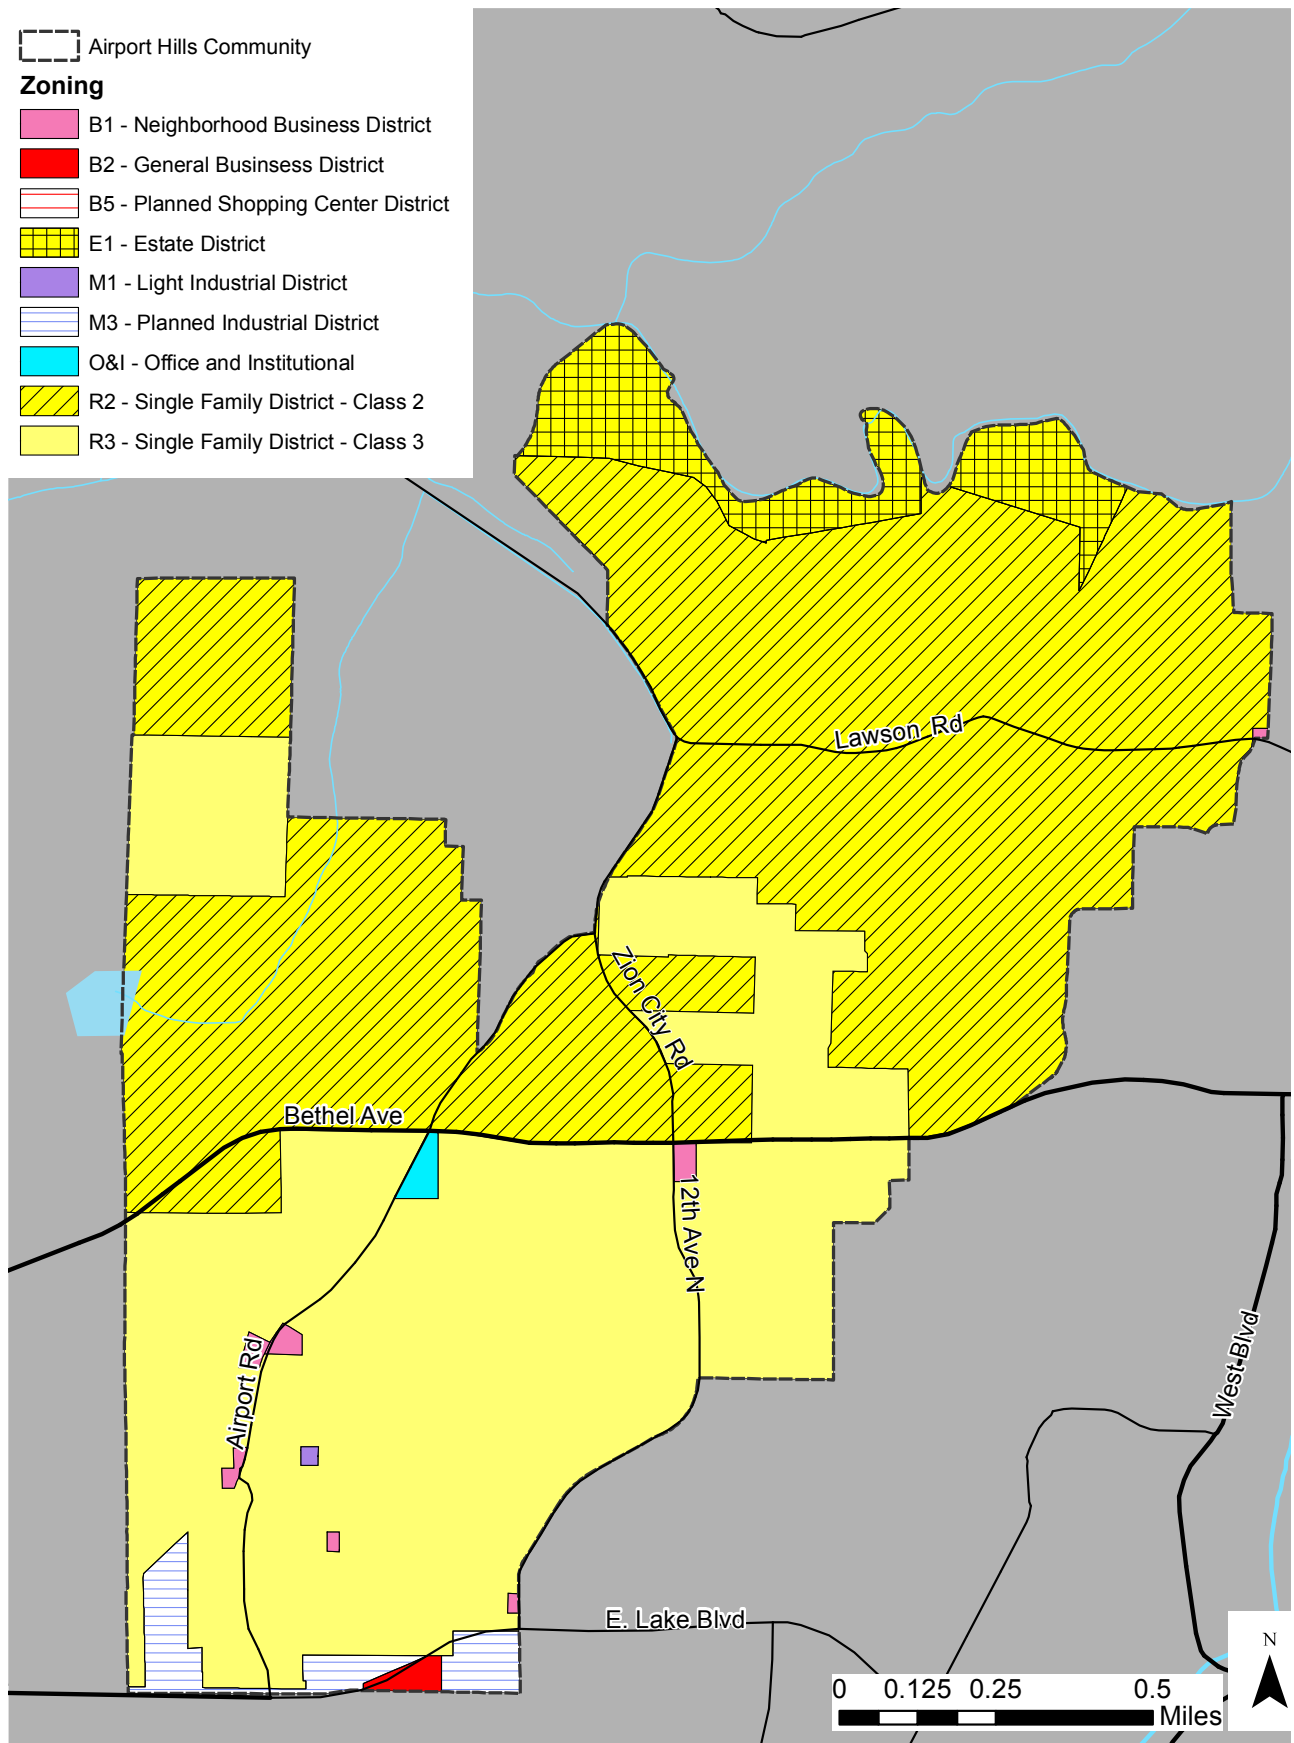 Airport Hills Community
Zoning
B1 - Neighborhood Business District
B2 - General Businsess District
B5 - Planned Shopping Center District
E1 - Estate District
M1 - Light Industrial District
M3 - Planned Industrial District
O&I - Office and Institutional
R2 - Single Family District - Class 2
R3 - Single Family District - Class 3
Lawson Rd
Zion City Rd
Bethel Ave
12th Ave N
Airport Rd
West Blvd
E. Lake Blvd
N
0 0.125 0.25 0.5
Miles